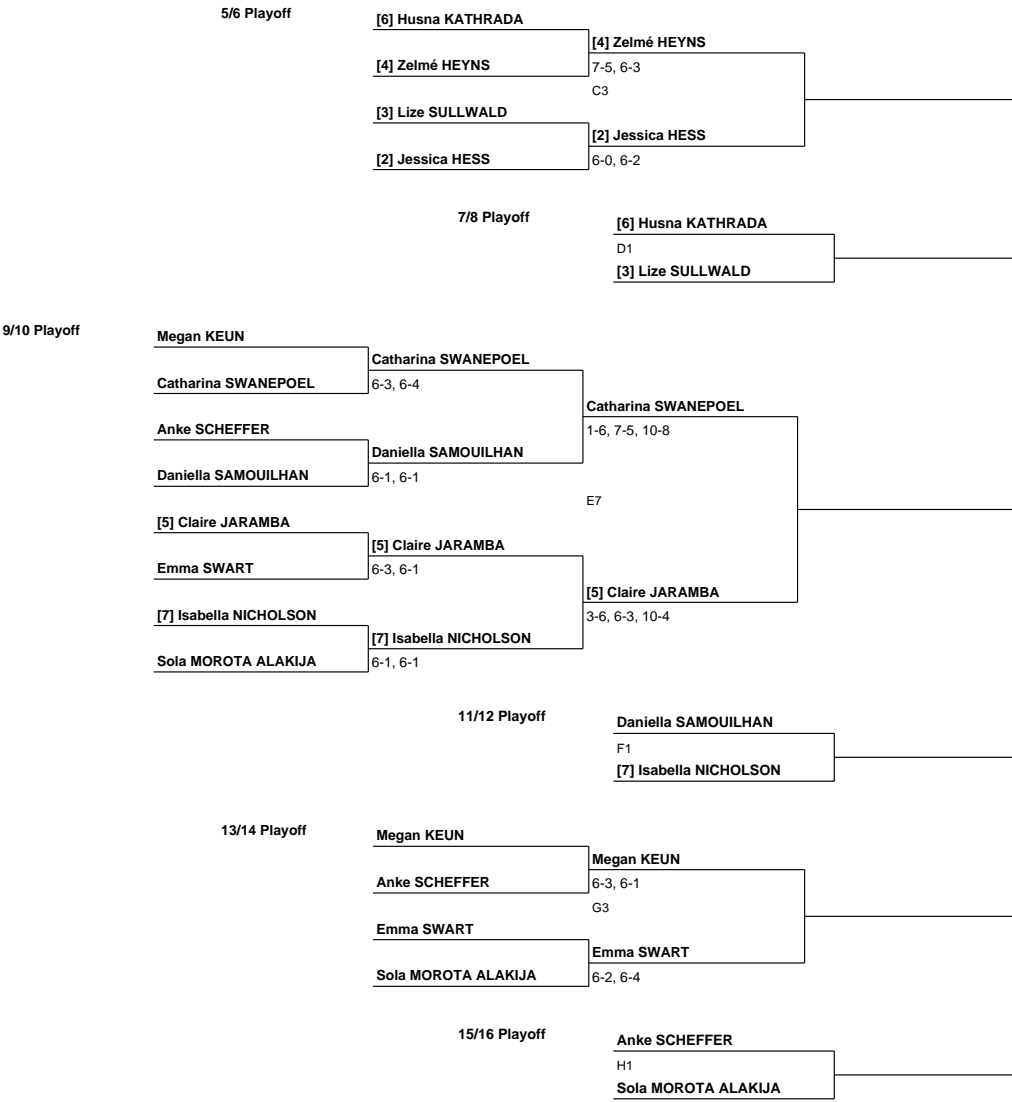 5/6 Playoff
[6] Husna KATHRADA
[4] Zelmé HEYNS
[4] Zelmé HEYNS
7-5, 6-3
C3
[3] Lize SULLWALD
[2] Jessica HESS
[2] Jessica HESS
6-0, 6-2
7/8 Playoff
[6] Husna KATHRADA
D1
[3] Lize SULLWALD
9/10 Playoff
Megan KEUN
Catharina SWANEPOEL
Catharina SWANEPOEL
6-3, 6-4
Catharina SWANEPOEL
1-6, 7-5, 10-8
Anke SCHEFFER
Daniella SAMOUILHAN
Daniella SAMOUILHAN
6-1, 6-1
E7
[5] Claire JARAMBA
[5] Claire JARAMBA
Emma SWART
6-3, 6-1
[5] Claire JARAMBA
3-6, 6-3, 10-4
[7] Isabella NICHOLSON
[7] Isabella NICHOLSON
Sola MOROTA ALAKIJA
6-1, 6-1
11/12 Playoff
Daniella SAMOUILHAN
F1
[7] Isabella NICHOLSON
13/14 Playoff
Megan KEUN
Megan KEUN
Anke SCHEFFER
6-3, 6-1
G3
Emma SWART
Emma SWART
Sola MOROTA ALAKIJA
6-2, 6-4
15/16 Playoff
Anke SCHEFFER
H1
Sola MOROTA ALAKIJA